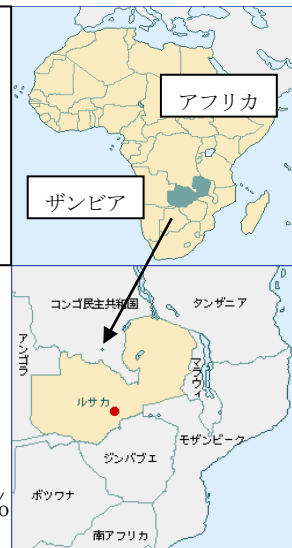 アフリカ
ザンビア
コンゴ民主共和国
タンザニア
アンゴラ
マラウィ
ルサカ
モザンビーク
ジンバブエ
%
ボツワナ
南アフリカ